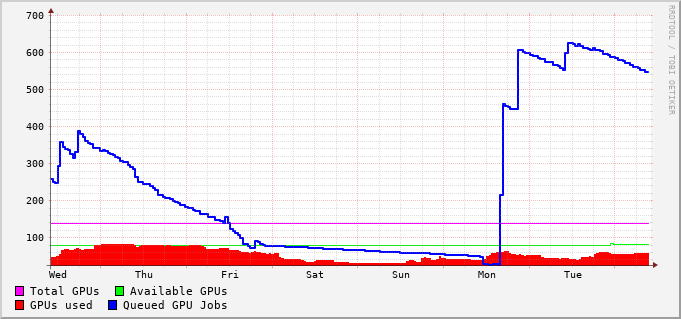 700
600
500
400
300
200
100
Wed Thu Fri Sat Sun Mon Tue
Total GPUs Available GPUs
GPUs used Queued GPU Jobs
RRDTOOL / TOBI OETIKER